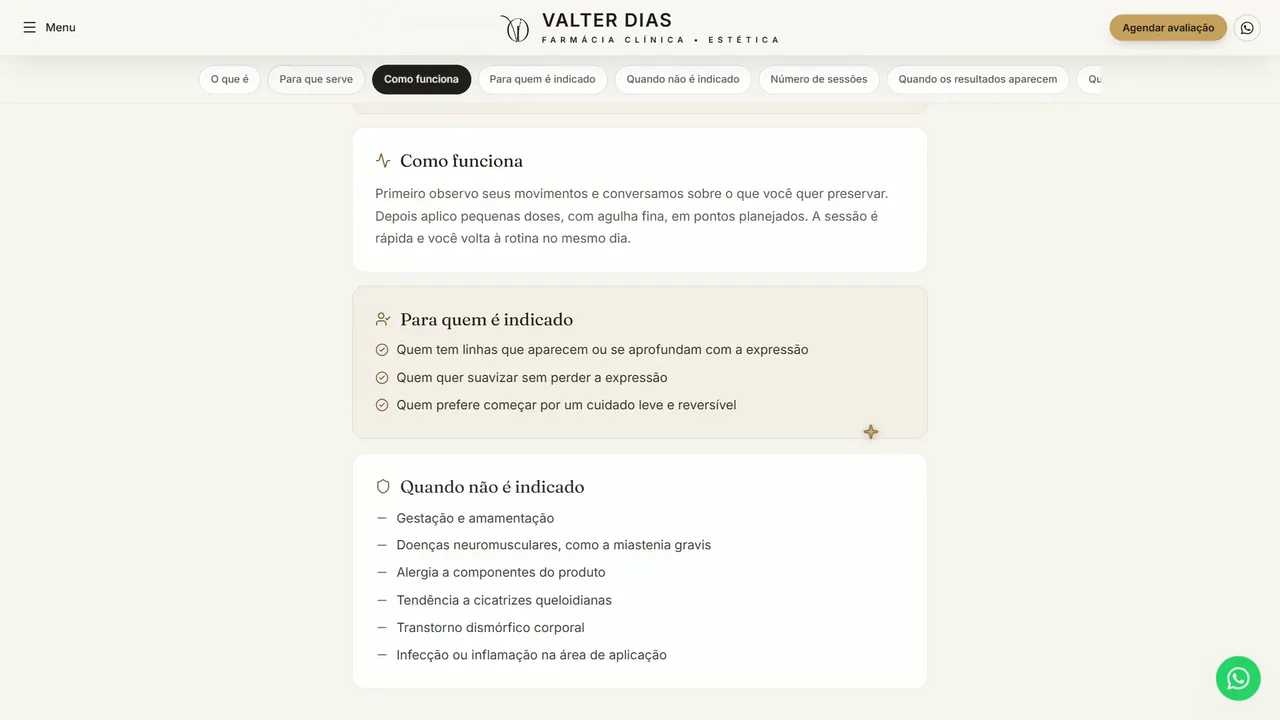 Menu
VALTER DIAS
FARMÁCIA CLÍNICA • ESTÉTICA
Agendar avaliação
O que é
Para que serve
Como funciona
Para quem é indicado
Quando não é indicado
Número de sessões
Quando os resultados aparecem
Qu
Como funciona
Primeiro observo seus movimentos e conversamos sobre o que você quer preservar.
Depois aplico pequenas doses, com agulha fina, em pontos planejados. A sessão é
rápida e você volta à rotina no mesmo dia.
Para quem é indicado
Quem tem linhas que aparecem ou se aprofundam com a expressão
Quem quer suavizar sem perder a expressão
Quem prefere começar por um cuidado leve e reversível
Quando não é indicado
Gestação e amamentação
Doenças neuromusculares, como a miastenia gravis
Alergia a componentes do produto
Tendência a cicatrizes queloidianas
Transtorno dismórfico corporal
Infecção ou inflamação na área de aplicação